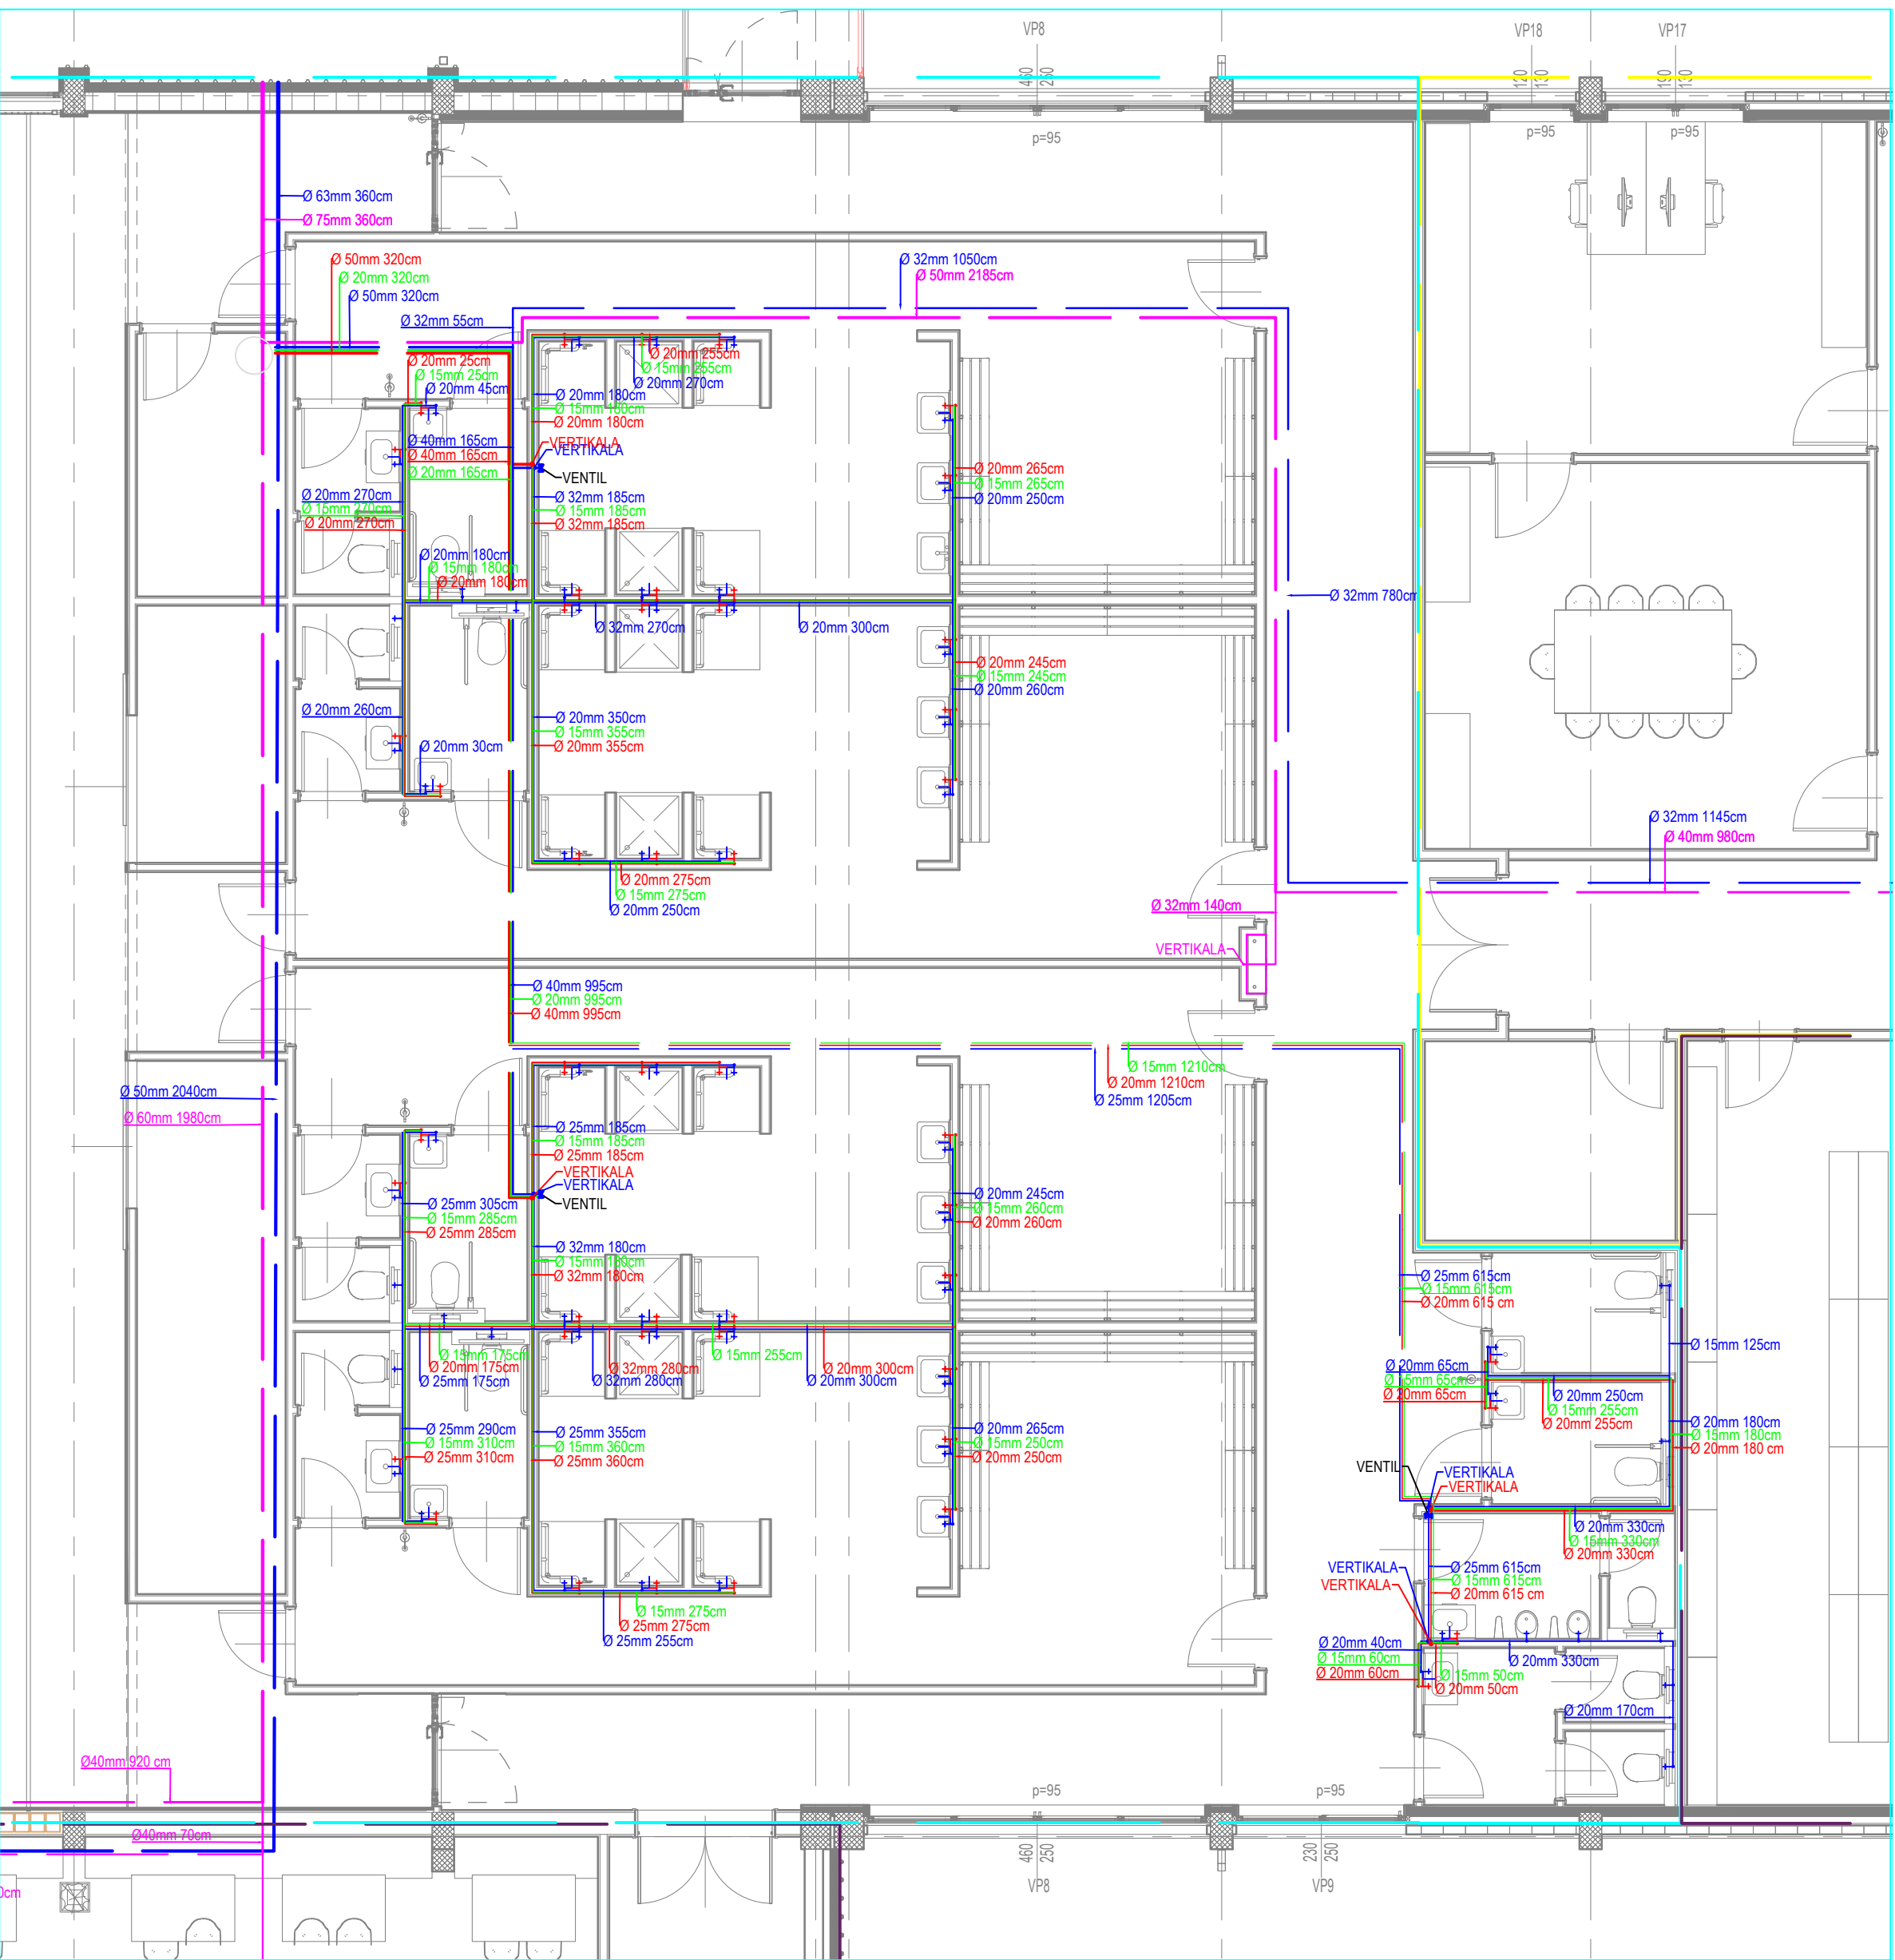 VP8
VP18
VP17
460
250
120
130
190
130
p=95
p=95
p=95
Ø 63mm 360cm
Ø 75mm 360cm
Ø 50mm 320cm
Ø 20mm 320cm
Ø 50mm 320cm
Ø 32mm 55cm
Ø 32mm 1050cm
Ø 50mm 2185cm
Ø 20mm 25cm
Ø 15mm 25cm
Ø 20mm 45cm
Ø 20mm 255cm
Ø 15mm 255cm
Ø 20mm 270cm
Ø 20mm 180cm
Ø 15mm 180cm
Ø 20mm 180cm
Ø 40mm 165cm
Ø 40mm 165cm
Ø 20mm 165cm
VERTIKALA
VERTIKALA
VENTIL
Ø 20mm 270cm
Ø 15mm 270cm
Ø 20mm 270cm
Ø 32mm 185cm
Ø 15mm 185cm
Ø 32mm 185cm
Ø 20mm 265cm
Ø 15mm 265cm
Ø 20mm 250cm
Ø 20mm 180cm
Ø 15mm 180cm
Ø 20mm 180cm
Ø 32mm 780cm
Ø 32mm 270cm
Ø 20mm 300cm
Ø 20mm 245cm
Ø 15mm 245cm
Ø 20mm 260cm
Ø 20mm 260cm
Ø 20mm 30cm
Ø 20mm 350cm
Ø 15mm 355cm
Ø 20mm 355cm
Ø 32mm 1145cm
Ø 40mm 980cm
Ø 20mm 275cm
Ø 15mm 275cm
Ø 20mm 250cm
Ø 32mm 140cm
VERTIKALA
Ø 40mm 995cm
Ø 20mm 995cm
Ø 40mm 995cm
Ø 15mm 1210cm
Ø 20mm 1210cm
Ø 25mm 1205cm
Ø 50mm 2040cm
Ø 60mm 1980cm
Ø 25mm 185cm
Ø 15mm 185cm
Ø 25mm 185cm
VERTIKALA
VERTIKALA
VENTIL
Ø 25mm 305cm
Ø 15mm 285cm
Ø 25mm 285cm
Ø 20mm 245cm
Ø 15mm 260cm
Ø 20mm 260cm
Ø 32mm 180cm
Ø 15mm 180cm
Ø 32mm 180cm
Ø 25mm 615cm
Ø 15mm 615cm
Ø 20mm 615 cm
Ø 15mm 125cm
Ø 15mm 175cm
Ø 20mm 175cm
Ø 25mm 175cm
Ø 32mm 280cm
Ø 32mm 280cm
Ø 15mm 255cm
Ø 20mm 300cm
Ø 20mm 300cm
Ø 20mm 65cm
Ø 15mm 65cm
Ø 20mm 65cm
Ø 20mm 250cm
Ø 15mm 255cm
Ø 20mm 255cm
Ø 20mm 180cm
Ø 15mm 180cm
Ø 20mm 180 cm
Ø 25mm 290cm
Ø 15mm 310cm
Ø 25mm 310cm
Ø 25mm 355cm
Ø 15mm 360cm
Ø 25mm 360cm
Ø 20mm 265cm
Ø 15mm 250cm
Ø 20mm 250cm
VENTIL
VERTIKALA
VERTIKALA
Ø 20mm 330cm
Ø 15mm 330cm
Ø 20mm 330cm
VERTIKALA
VERTIKALA
Ø 25mm 615cm
Ø 15mm 615cm
Ø 20mm 615 cm
Ø 15mm 275cm
Ø 25mm 275cm
Ø 25mm 255cm
Ø 20mm 40cm
Ø 15mm 60cm
Ø 20mm 60cm
Ø 20mm 330cm
Ø 15mm 50cm
Ø 20mm 50cm
Ø 20mm 170cm
Ø40mm 920 cm
Ø40mm 70cm
p=95
p=95
460
250
230
250
VP8
VP9
0cm